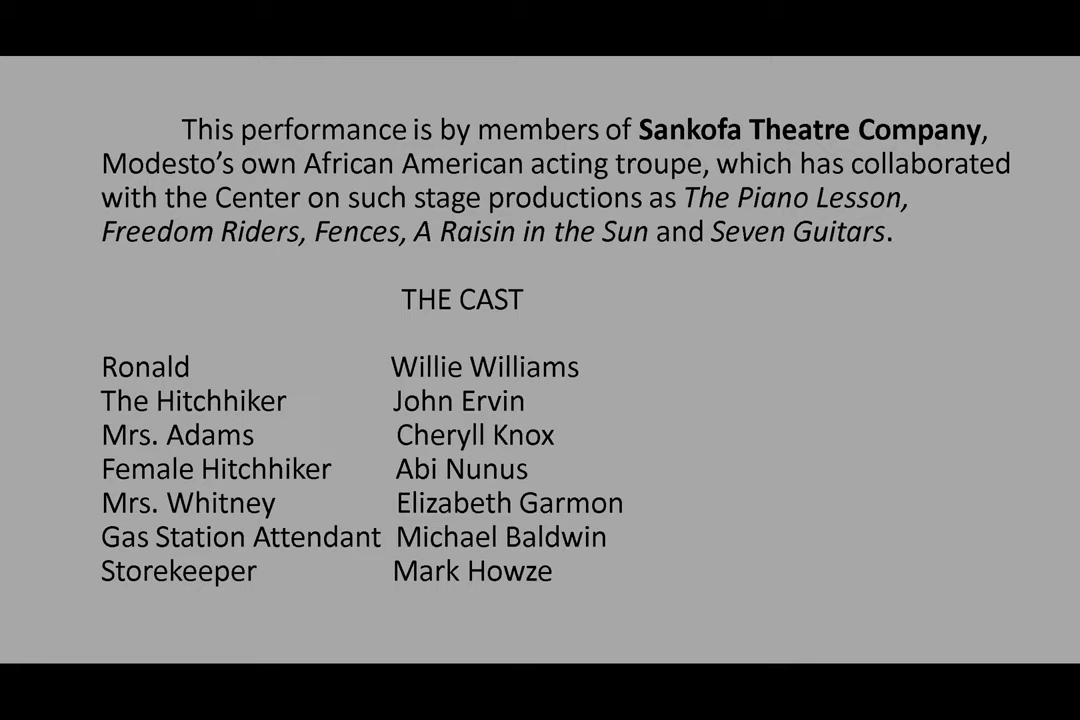 This performance is by members of Sankofa Theatre Company,
Modesto's own African American acting troupe, which has collaborated
with the Center on such stage productions as The Piano Lesson,
Freedom Riders, Fences, A Raisin in the Sun and Seven Guitars.
THE CAST
Ronald Willie Williams
The Hitchhiker John Ervin
Mrs. Adams Cheryll Knox
Female Hitchhiker Abi Nunus
Mrs. Whitney Elizabeth Garmon
Gas Station Attendant Michael Baldwin
Storekeeper Mark Howze